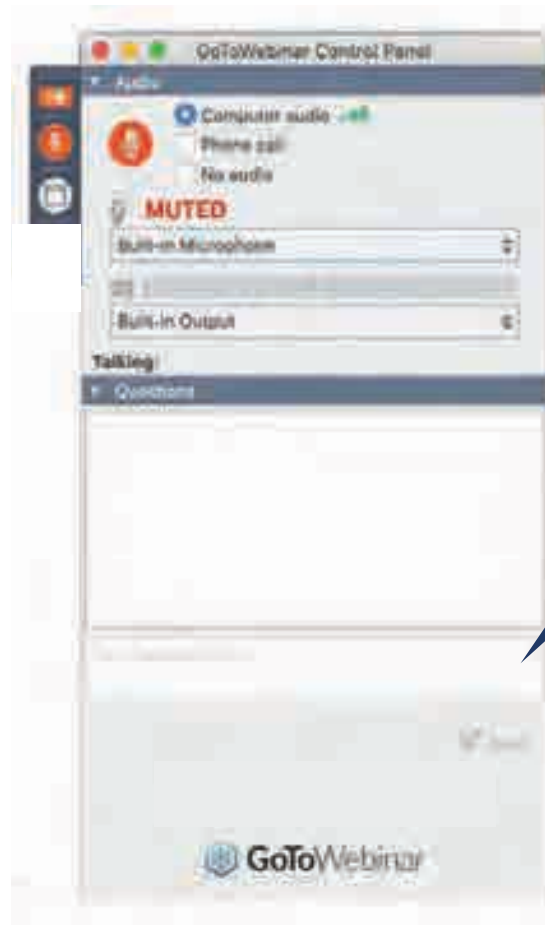 GoToWebinar Control Panel
Audio
Computer audio
Phone call
No audio
MUTED
Built-in Microphone
Built-in Output
Talking:
Questions
GoToWebinar